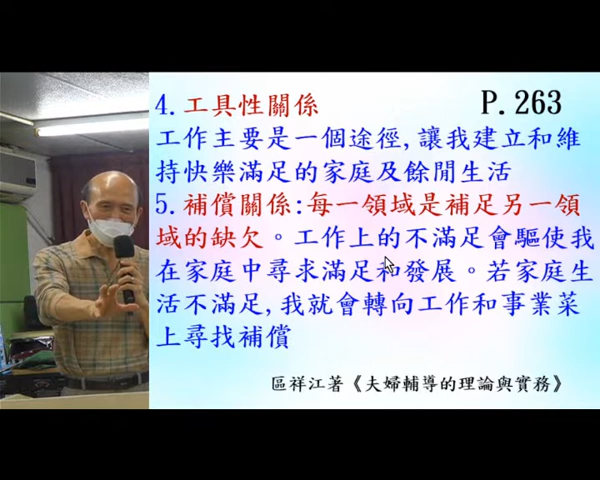 4.工具性關係
P.263
工作主要是一個途徑,讓我建立和維
持快樂滿足的家庭及餘閒生活
5.補償關係:每一領域是補足另一領
域的缺欠。工作上的不滿足會驅使我
在家庭中尋求滿足和發展。若家庭生
活不滿足,我就會轉向工作和事業菜
上尋找補償
區祥江著《夫婦輔導的理論與實務》